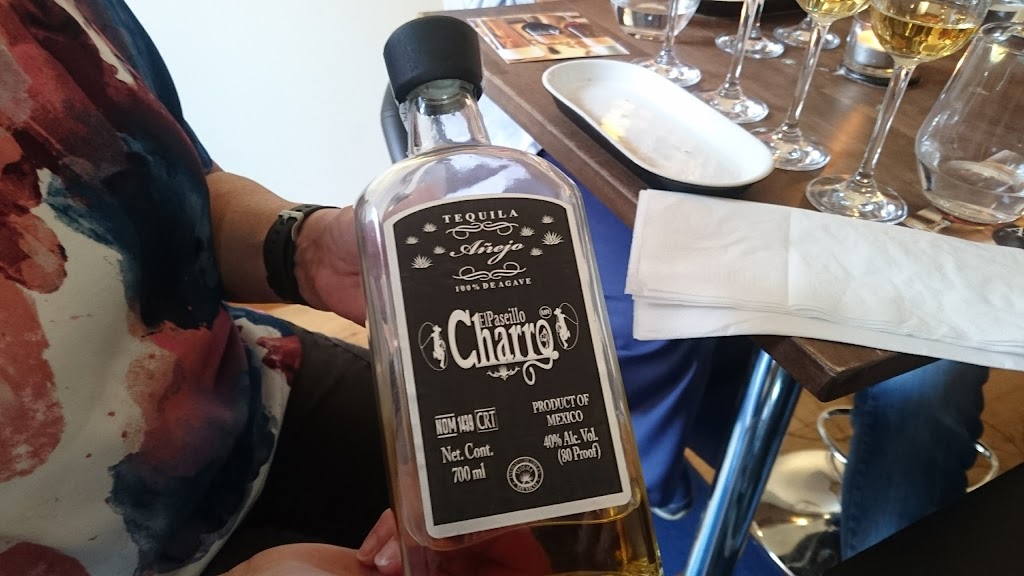 TEQUILA
Añejo
100% DE AGAVE
El Paseillo
Charro
NOM 1499 CRT
Net. Cont.
700 ml
PRODUCT OF
MEXICO
40% Alc. Vol.
(80 Proof)